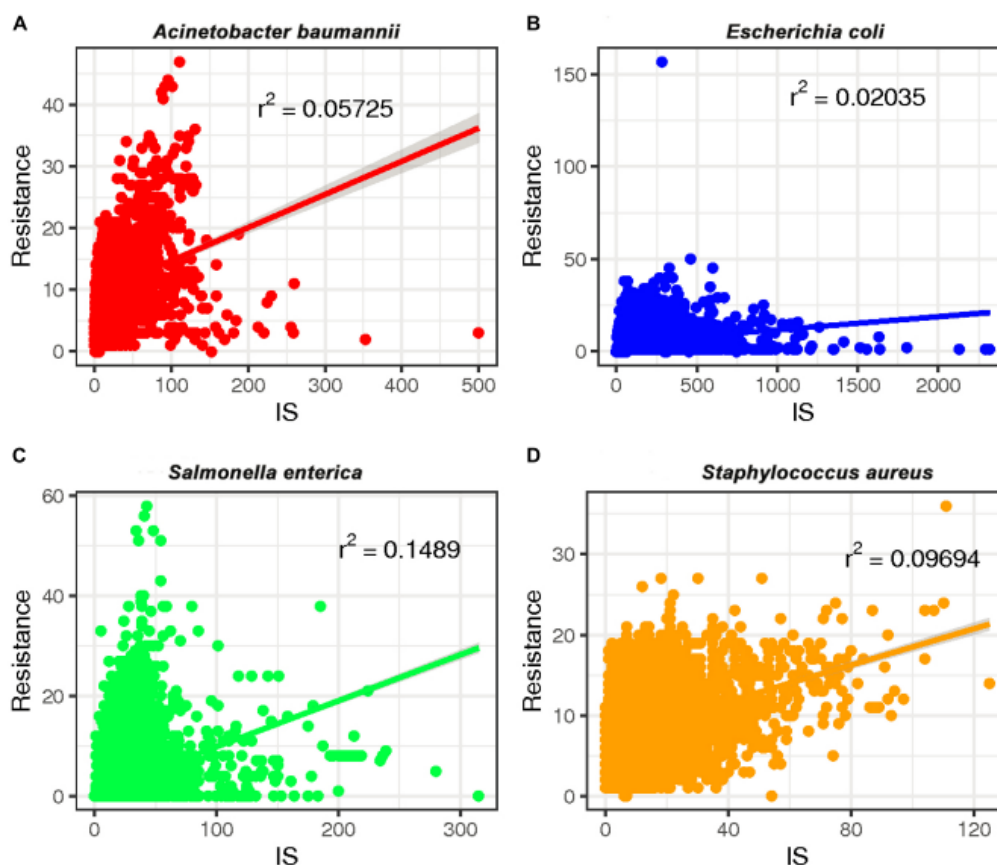 A
Acinetobacter baumannii
r² = 0.05725
Resistance
40
30
20
10
0
0
100
200
300
400
500
IS
B
Escherichia coli
r² = 0.02035
Resistance
150
100
50
0
0
500
1000
1500
2000
IS
C
Salmonella enterica
r² = 0.1489
Resistance
60
40
20
0
0
100
200
300
IS
D
Staphylococcus aureus
r² = 0.09694
Resistance
30
20
10
0
0
40
80
120
IS